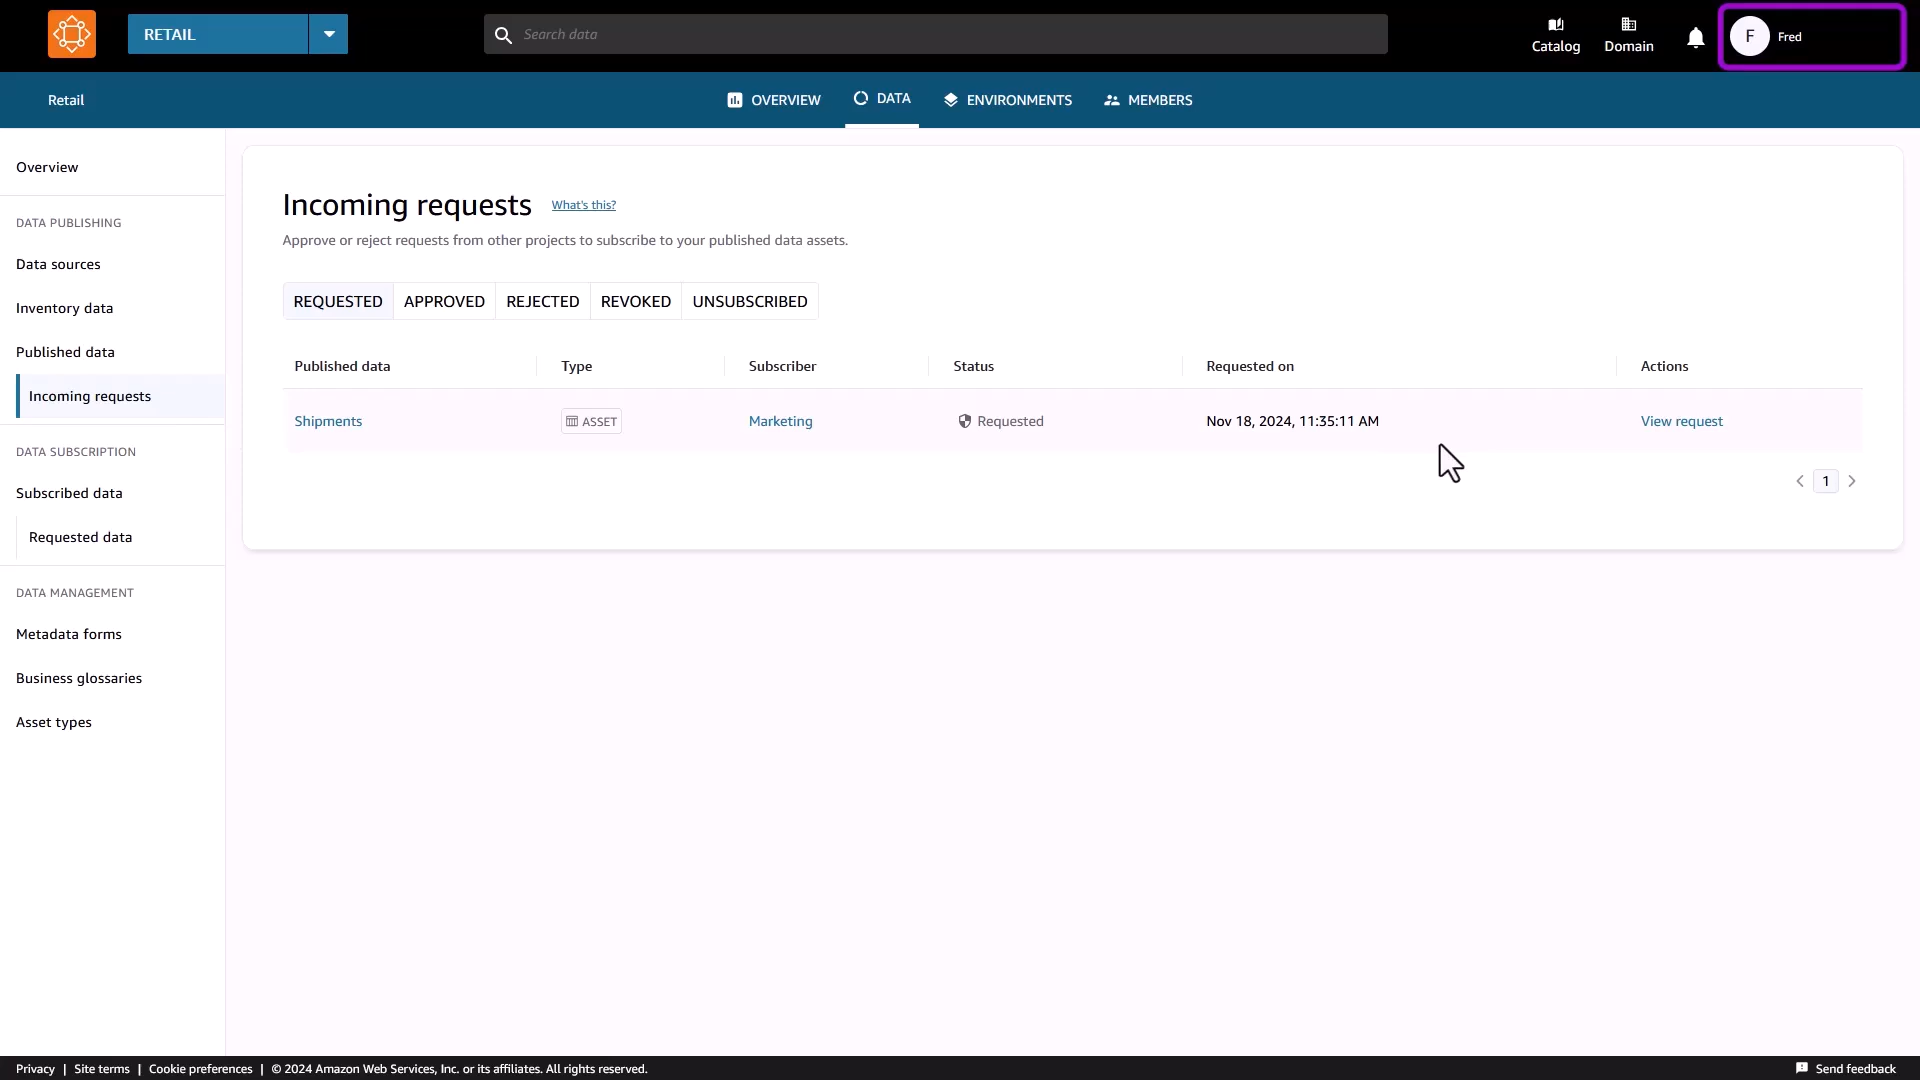 RETAIL
Search data
Catalog
Domain
F
Fred
Retail
OVERVIEW
DATA
ENVIRONMENTS
MEMBERS
Overview
DATA PUBLISHING
Data sources
Inventory data
Published data
Incoming requests
DATA SUBSCRIPTION
Subscribed data
Requested data
DATA MANAGEMENT
Metadata forms
Business glossaries
Asset types
Incoming requests What's this?
Approve or reject requests from other projects to subscribe to your published data assets.
REQUESTED APPROVED REJECTED REVOKED UNSUBSCRIBED
Published data Type Subscriber Status Requested on Actions
Shipments ASSET Marketing Requested Nov 18, 2024, 11:35:11 AM View request
1
Privacy | Site terms | Cookie preferences | © 2024 Amazon Web Services, Inc. or its affiliates. All rights reserved.
Send feedback